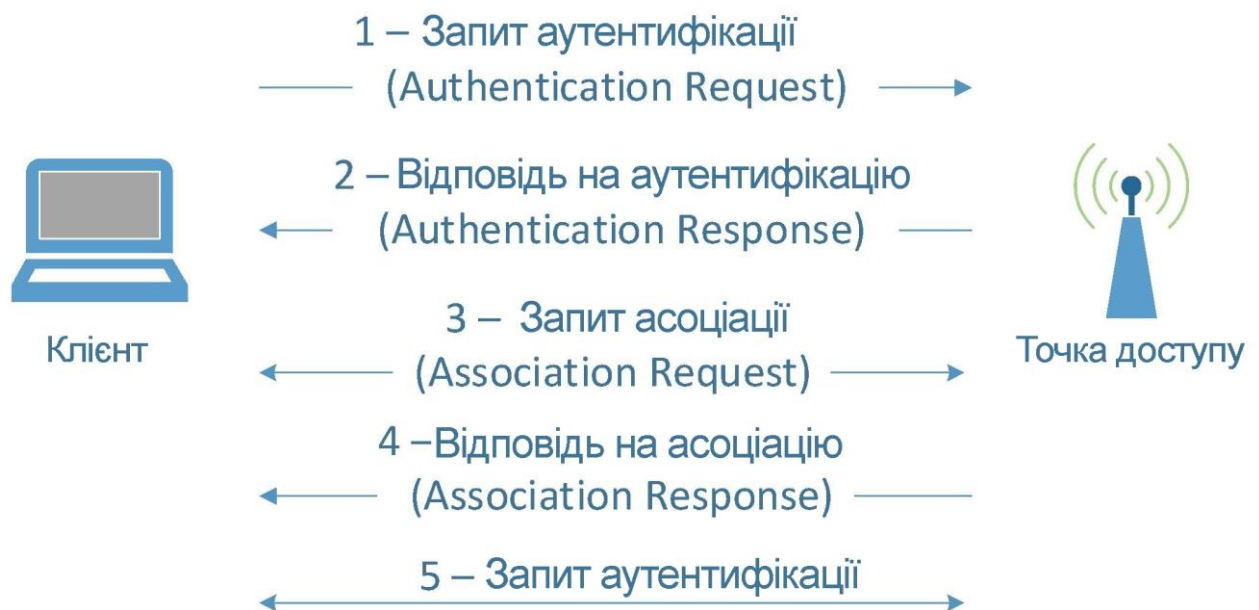 1 – Запит аутентифікації
(Authentication Request)
2 – Відповідь на аутентифікацію
(Authentication Response)
Клієнт
3 – Запит асоціації
(Association Request)
Точка доступу
4 –Відповідь на асоціацію
(Association Response)
5 – Запит аутентифікації